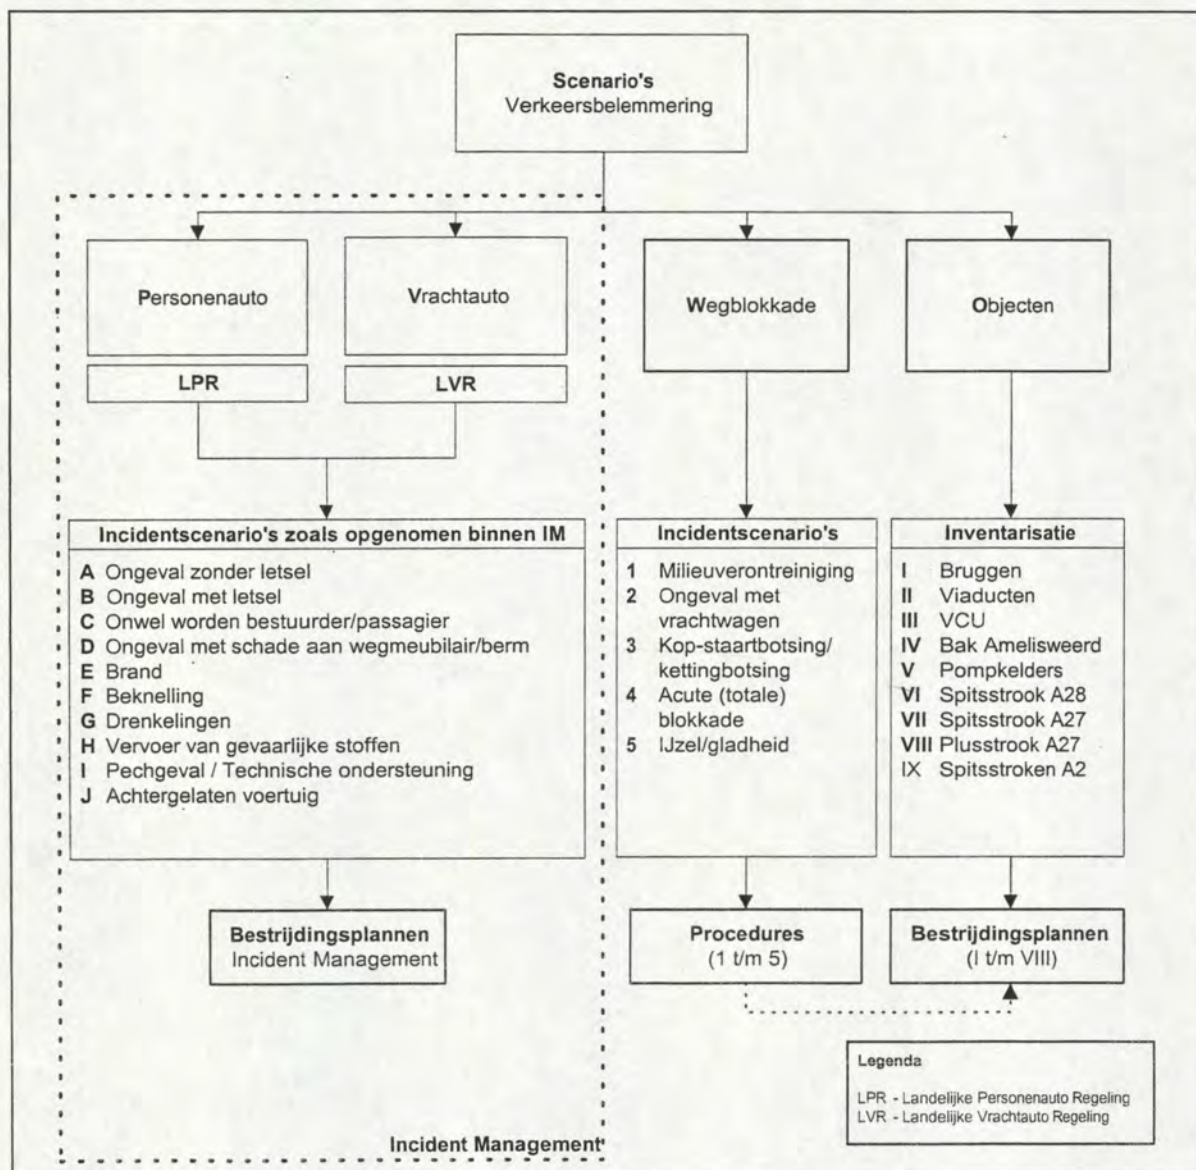 Scenario's
Verkeersbelemmering
Personenauto
Vrachtauto
Wegblokkade
Objecten
LPR
LVR
Incidentscenario's zoals opgenomen binnen IM
A Ongeval zonder letsel
B Ongeval met letsel
C Onwel worden bestuurder/passagier
D Ongeval met schade aan wegmeubilair/berm
E Brand
F Beknelling
G Drenkelingen
H Vervoer van gevaarlijke stoffen
I Pechgeval / Technische ondersteuning
J Achtergelaten voertuig
Incidentscenario's
1 Milieuverontreiniging
2 Ongeval met
vrachtwagen
3 Kop-staartbotsing/
kettingbotsing
4 Acute (totale)
blokkade
5 IJzel/gladheid
Inventarisatie
I Bruggen
II Viaducten
III VCU
IV Bak Amelisweerd
V Pompkelders
VI Spitsstrook A28
VII Spitsstrook A27
VIII Plusstrook A27
IX Spitsstroken A2
Bestrijdingsplannen
Incident Management
Procedures
(1 t/m 5)
Bestrijdingsplannen
(I t/m VIII)
Legenda
LPR - Landelijke Personenauto Regeling
LVR - Landelijke Vrachtauto Regeling
Incident Management